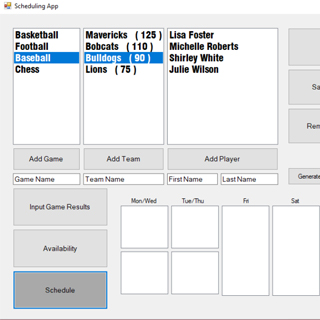 Scheduling App
Basketball
Football
Baseball
Chess
Mavericks ( 125 )
Bobcats ( 110 )
Bulldogs ( 90 )
Lions ( 75 )
Lisa Foster
Michelle Roberts
Shirley White
Julie Wilson
Sa
Rem
Add Game
Add Team
Add Player
Game Name
Team Name
First Name
Last Name
Generate
Input Game Results
Availability
Schedule
Mon/Wed
Tue/Thu
Fri
Sat